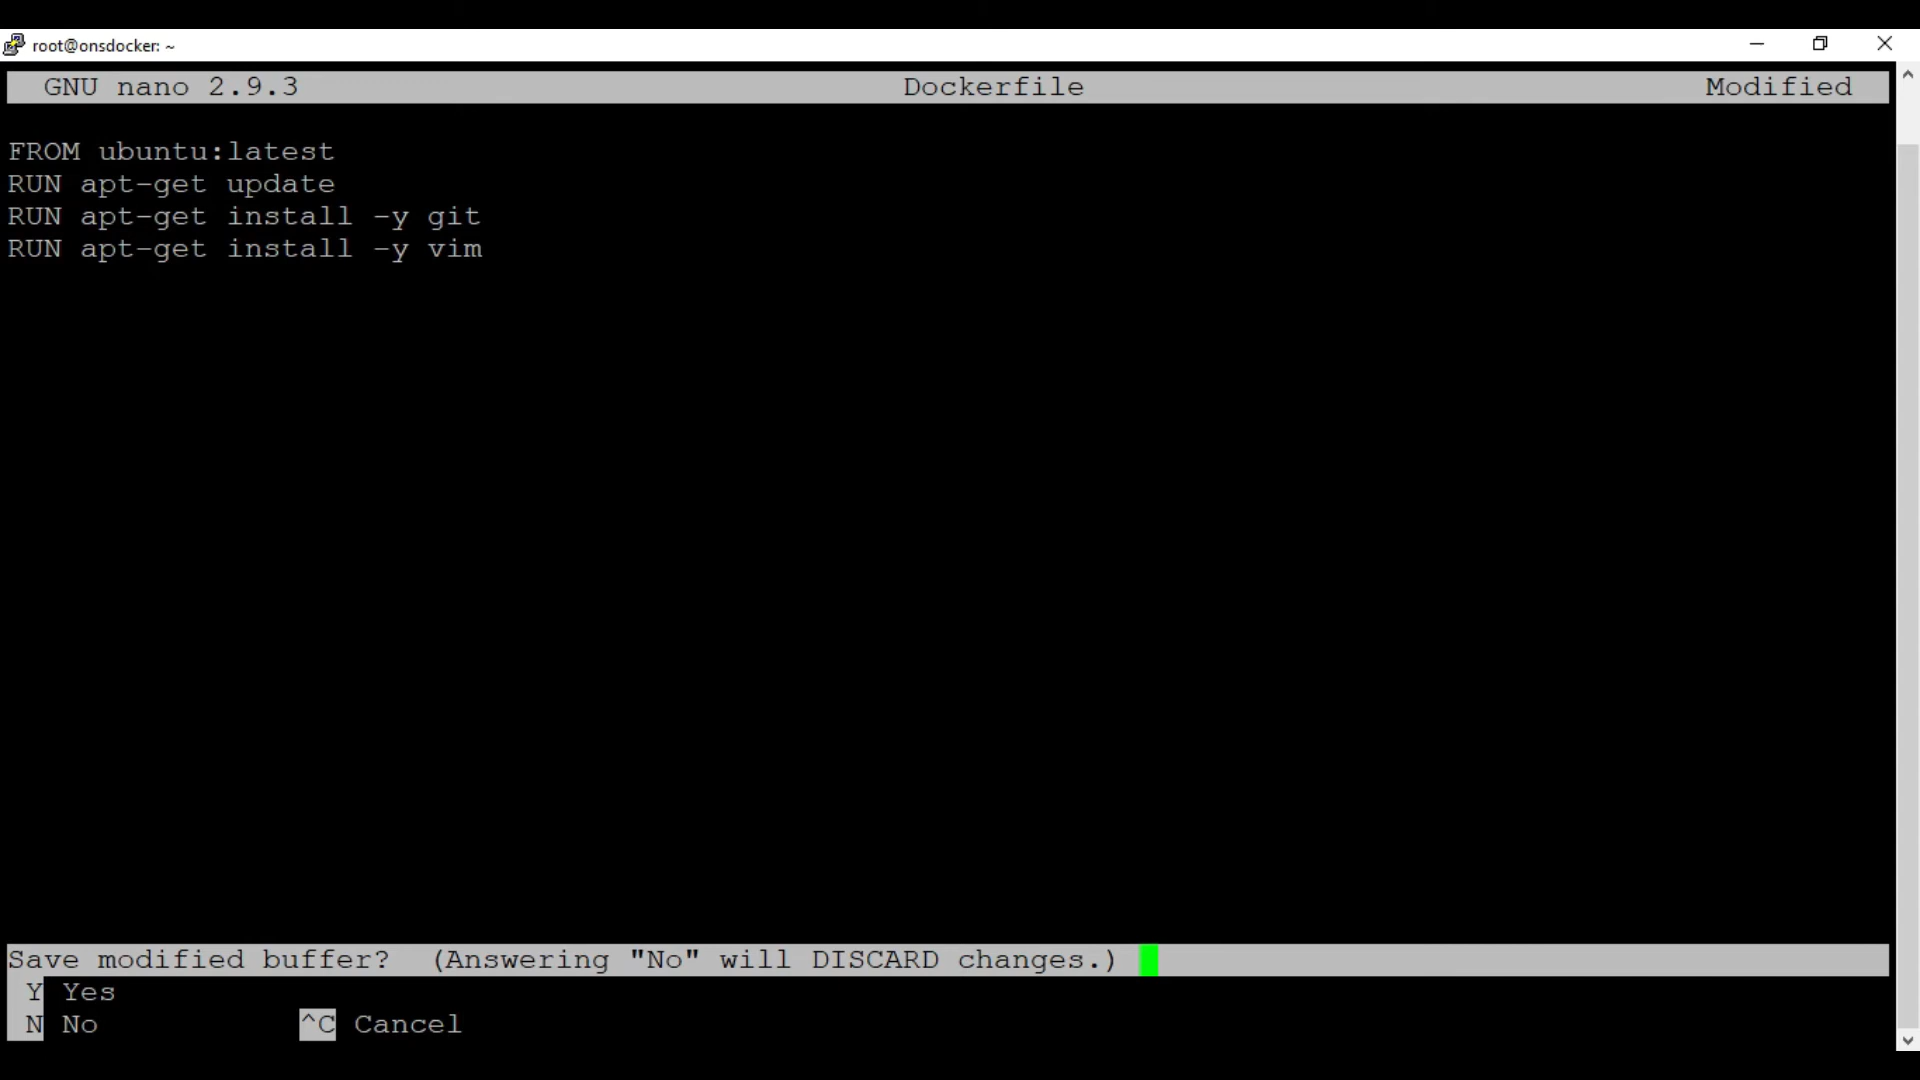 root@onsdocker: ~
GNU nano 2.9.3 Dockerfile Modified
FROM ubuntu:latest
RUN apt-get update
RUN apt-get install -y git
RUN apt-get install -y vim
Save modified buffer?  (Answering "No" will DISCARD changes.)
Y Yes
N No ^C Cancel